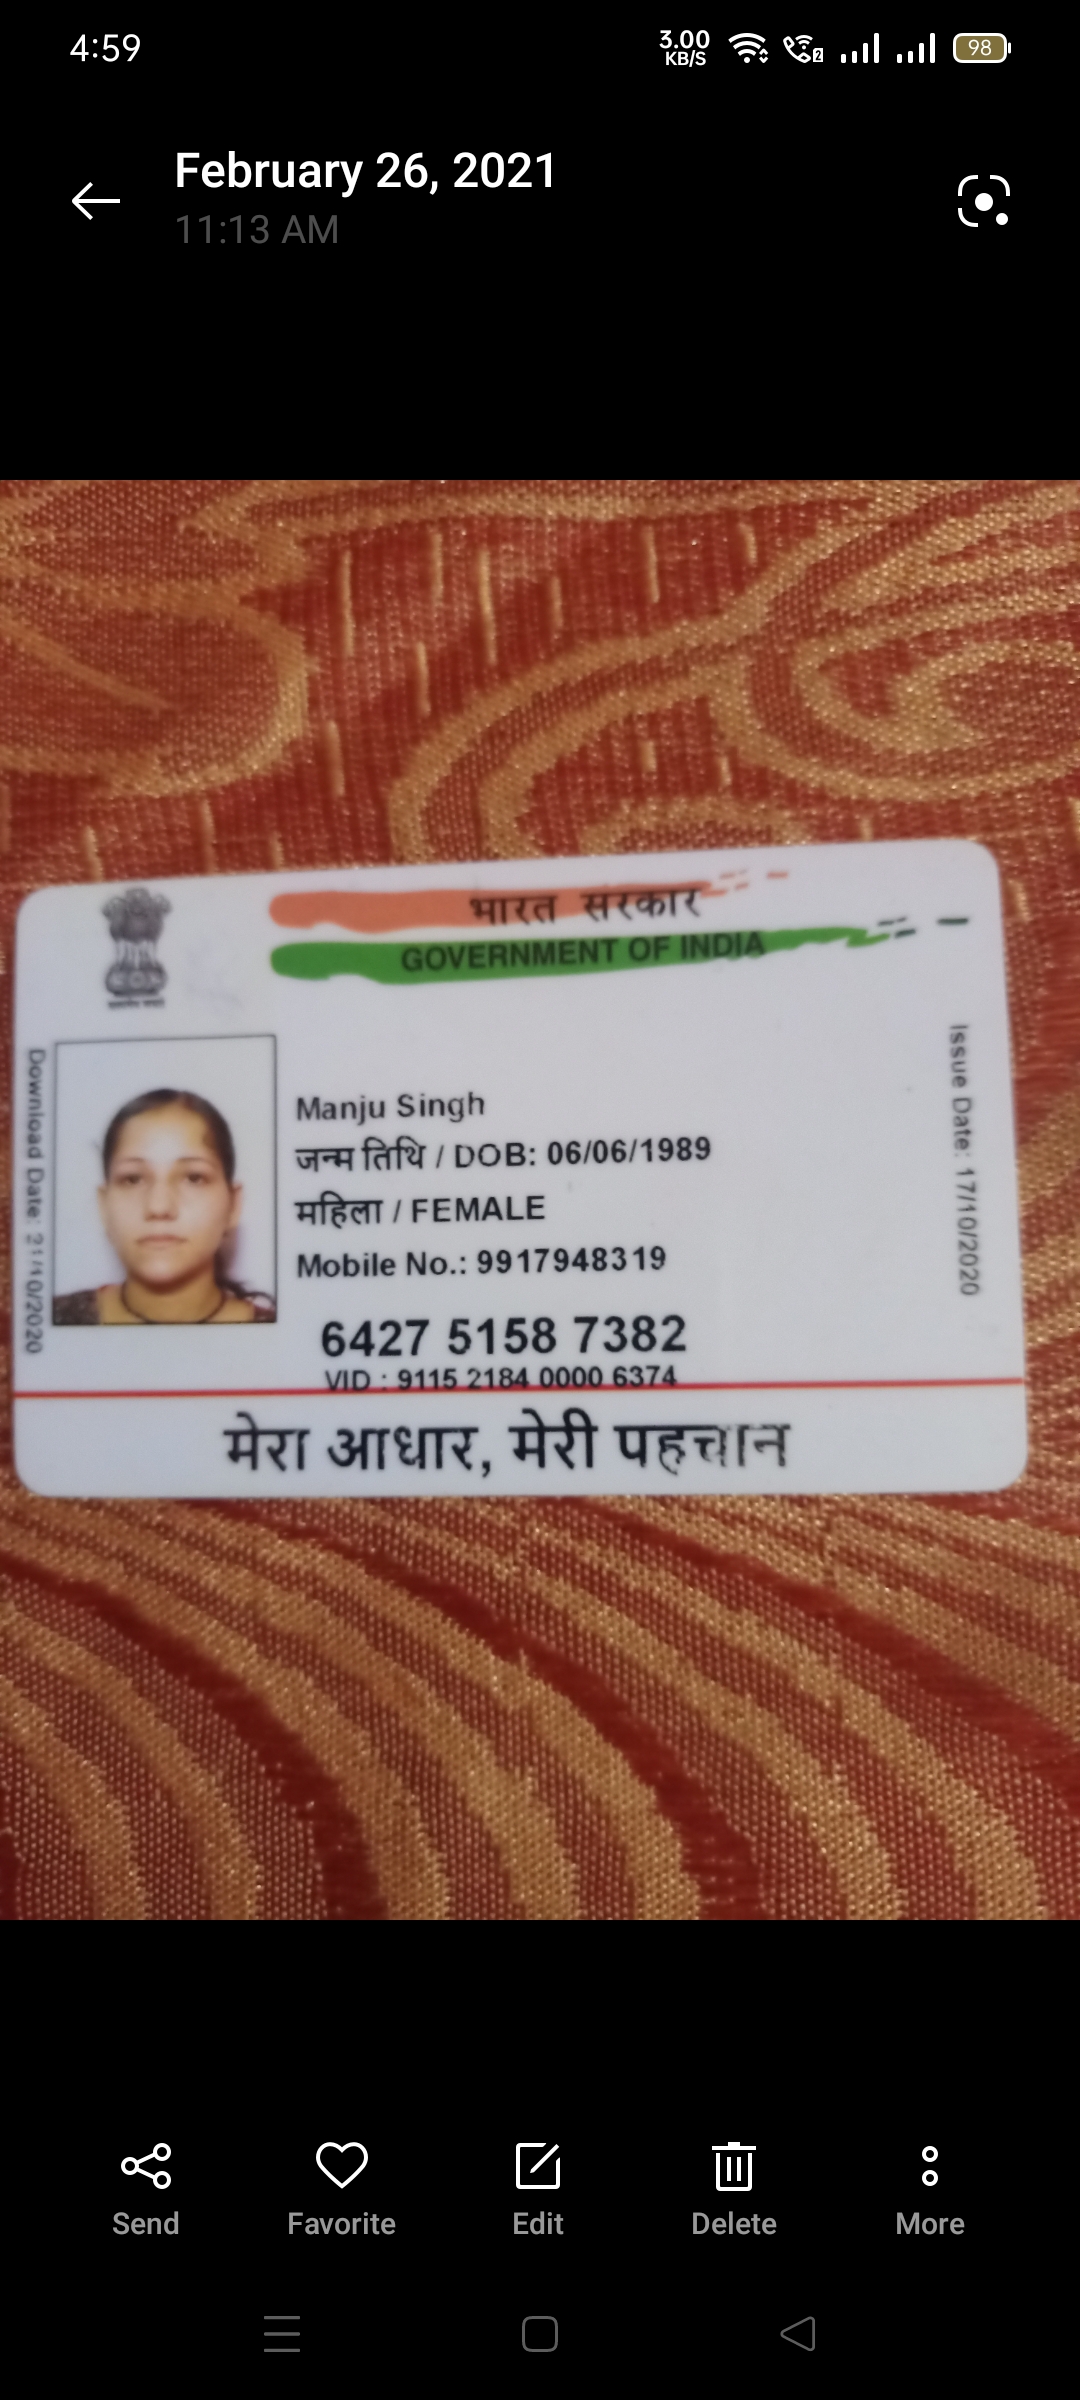 4:59
3.00
KB/S
2
98
February 26, 2021
11:13 AM
भारत सरकार
GOVERNMENT OF INDIA
Download Date: 21/10/2020
Manju Singh
जन्म तिथि / DOB: 06/06/1989
महिला / FEMALE
Mobile No.: 9917948319
6427 5158 7382
VID : 9115 2184 0000 6374
Issue Date: 17/10/2020
मेरा आधार, मेरी पहचान
Send
Favorite
Edit
Delete
More